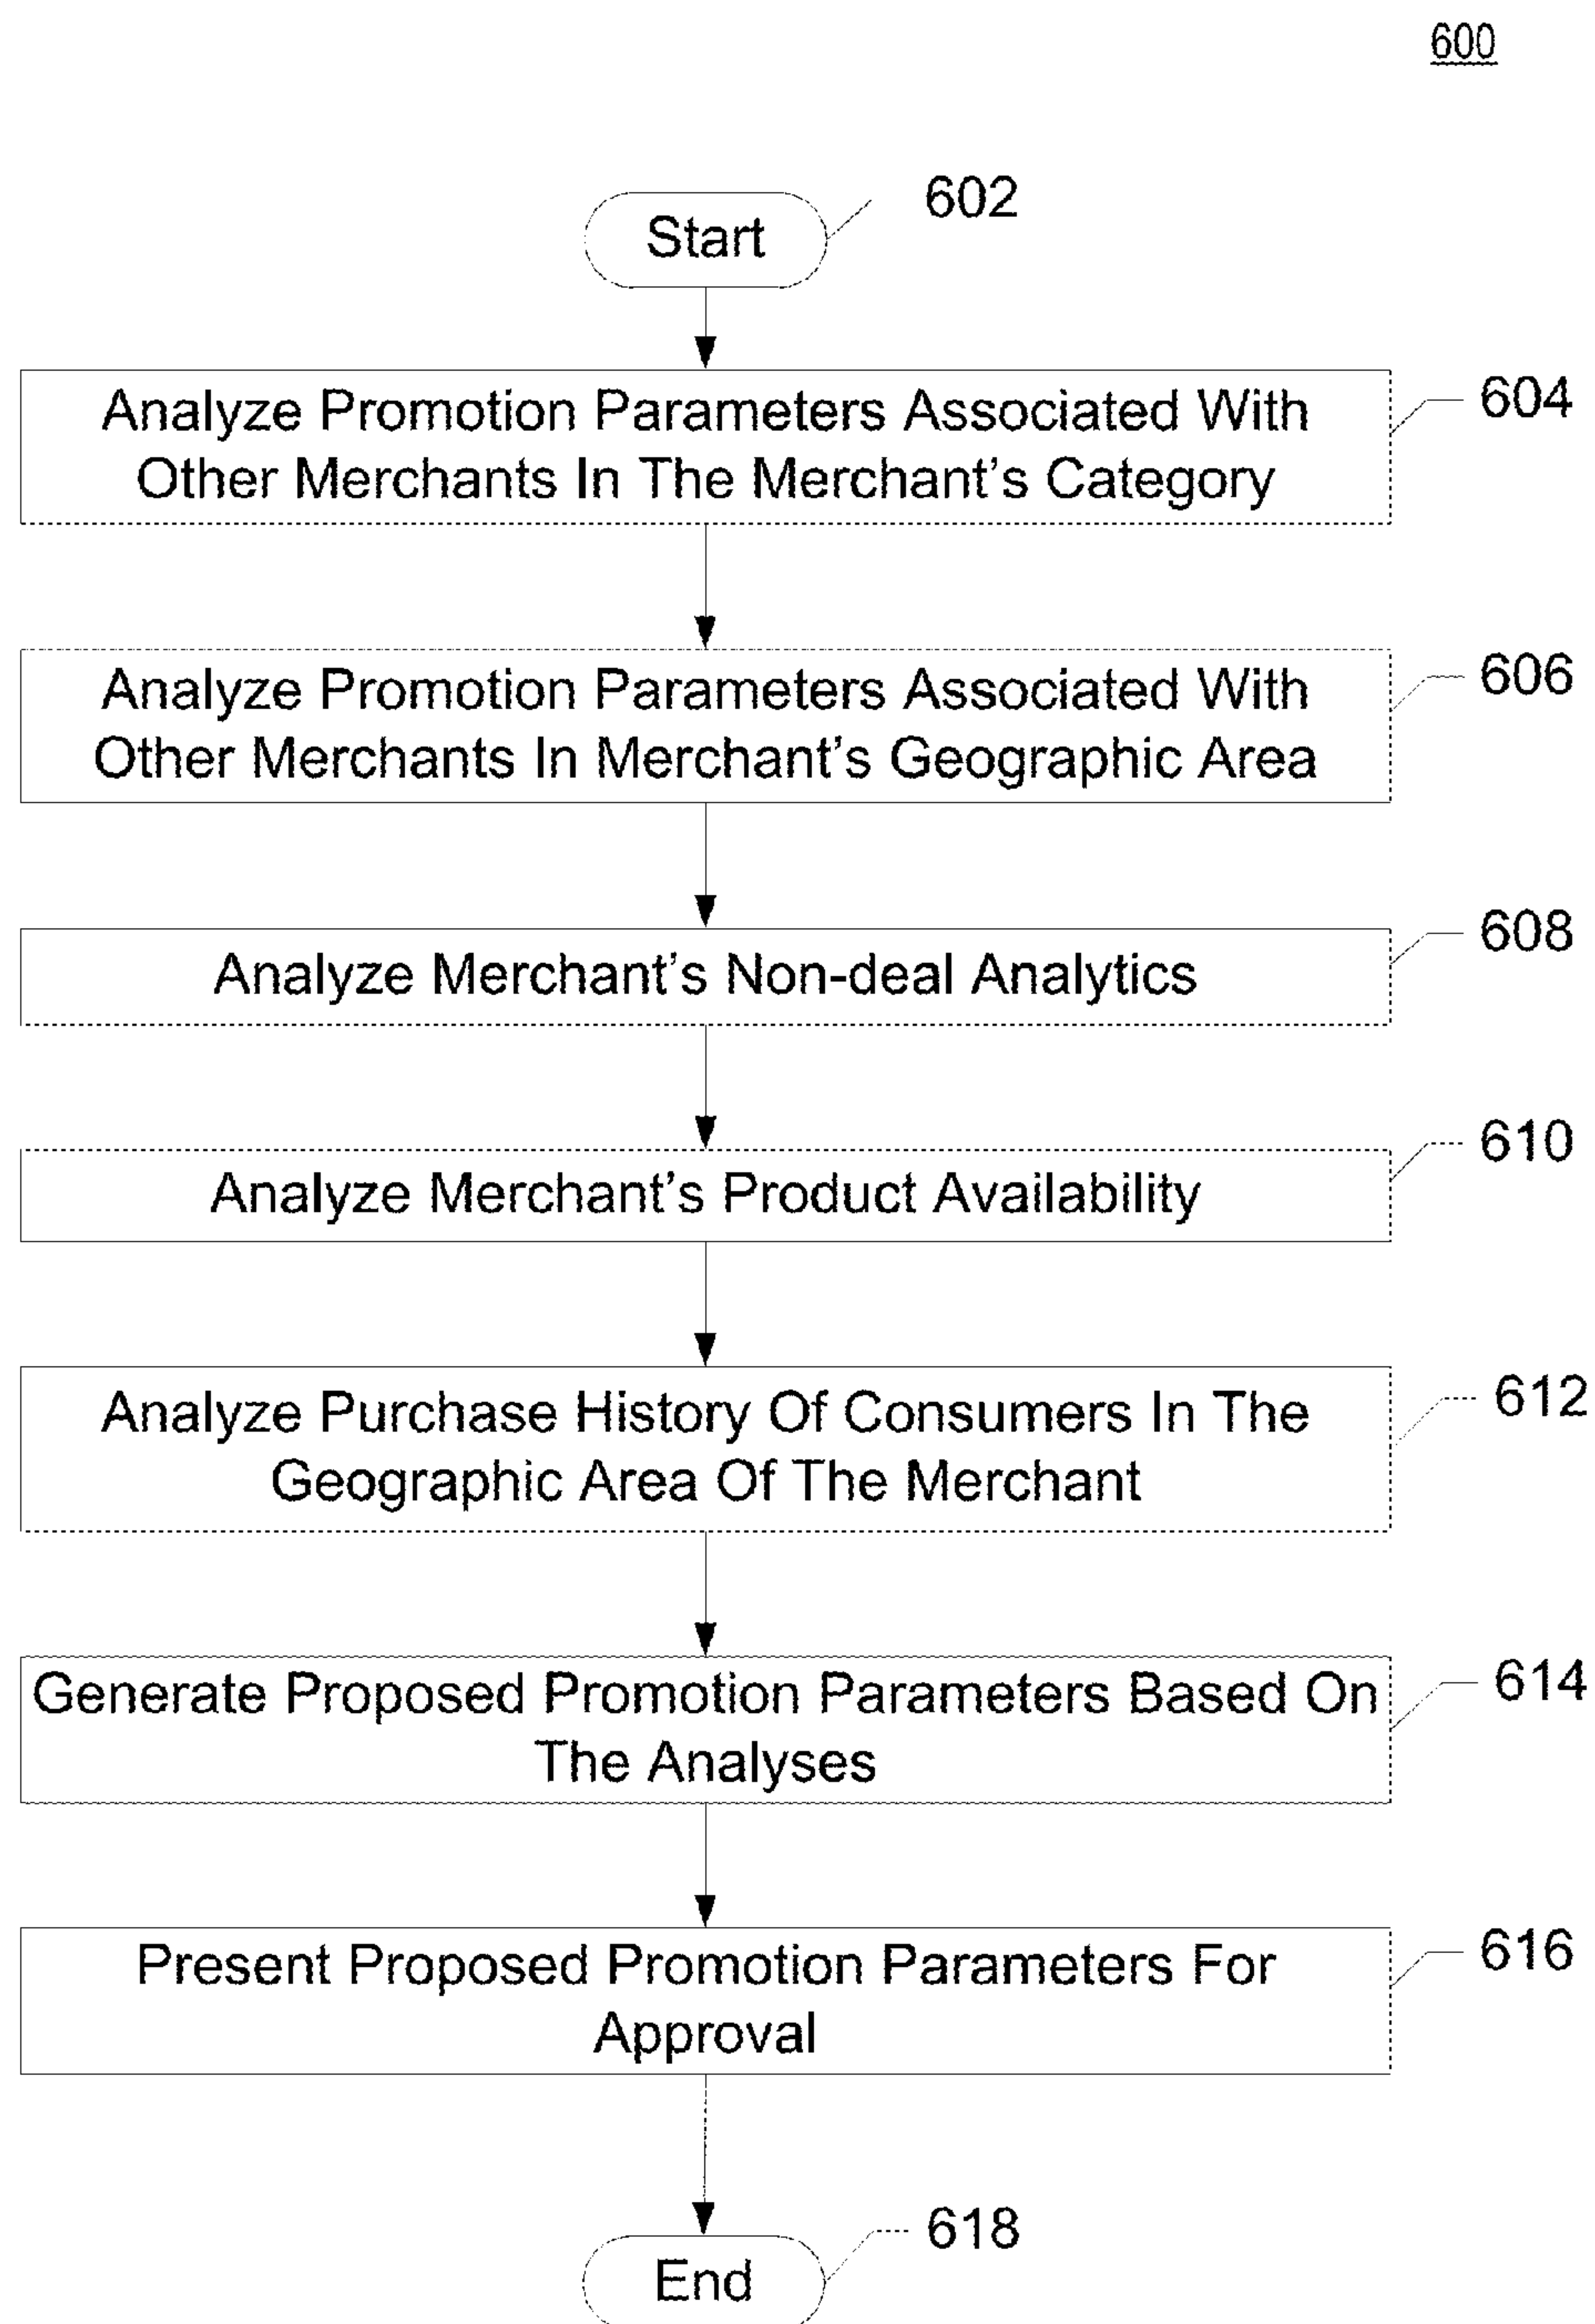 600
Start
602
Analyze Promotion Parameters Associated With
Other Merchants In The Merchant's Category
604
Analyze Promotion Parameters Associated With
Other Merchants In Merchant's Geographic Area
606
Analyze Merchant's Non-deal Analytics
608
Analyze Merchant's Product Availability
610
Analyze Purchase History Of Consumers In The
Geographic Area Of The Merchant
612
Generate Proposed Promotion Parameters Based On
The Analyses
614
Present Proposed Promotion Parameters For
Approval
616
End
618